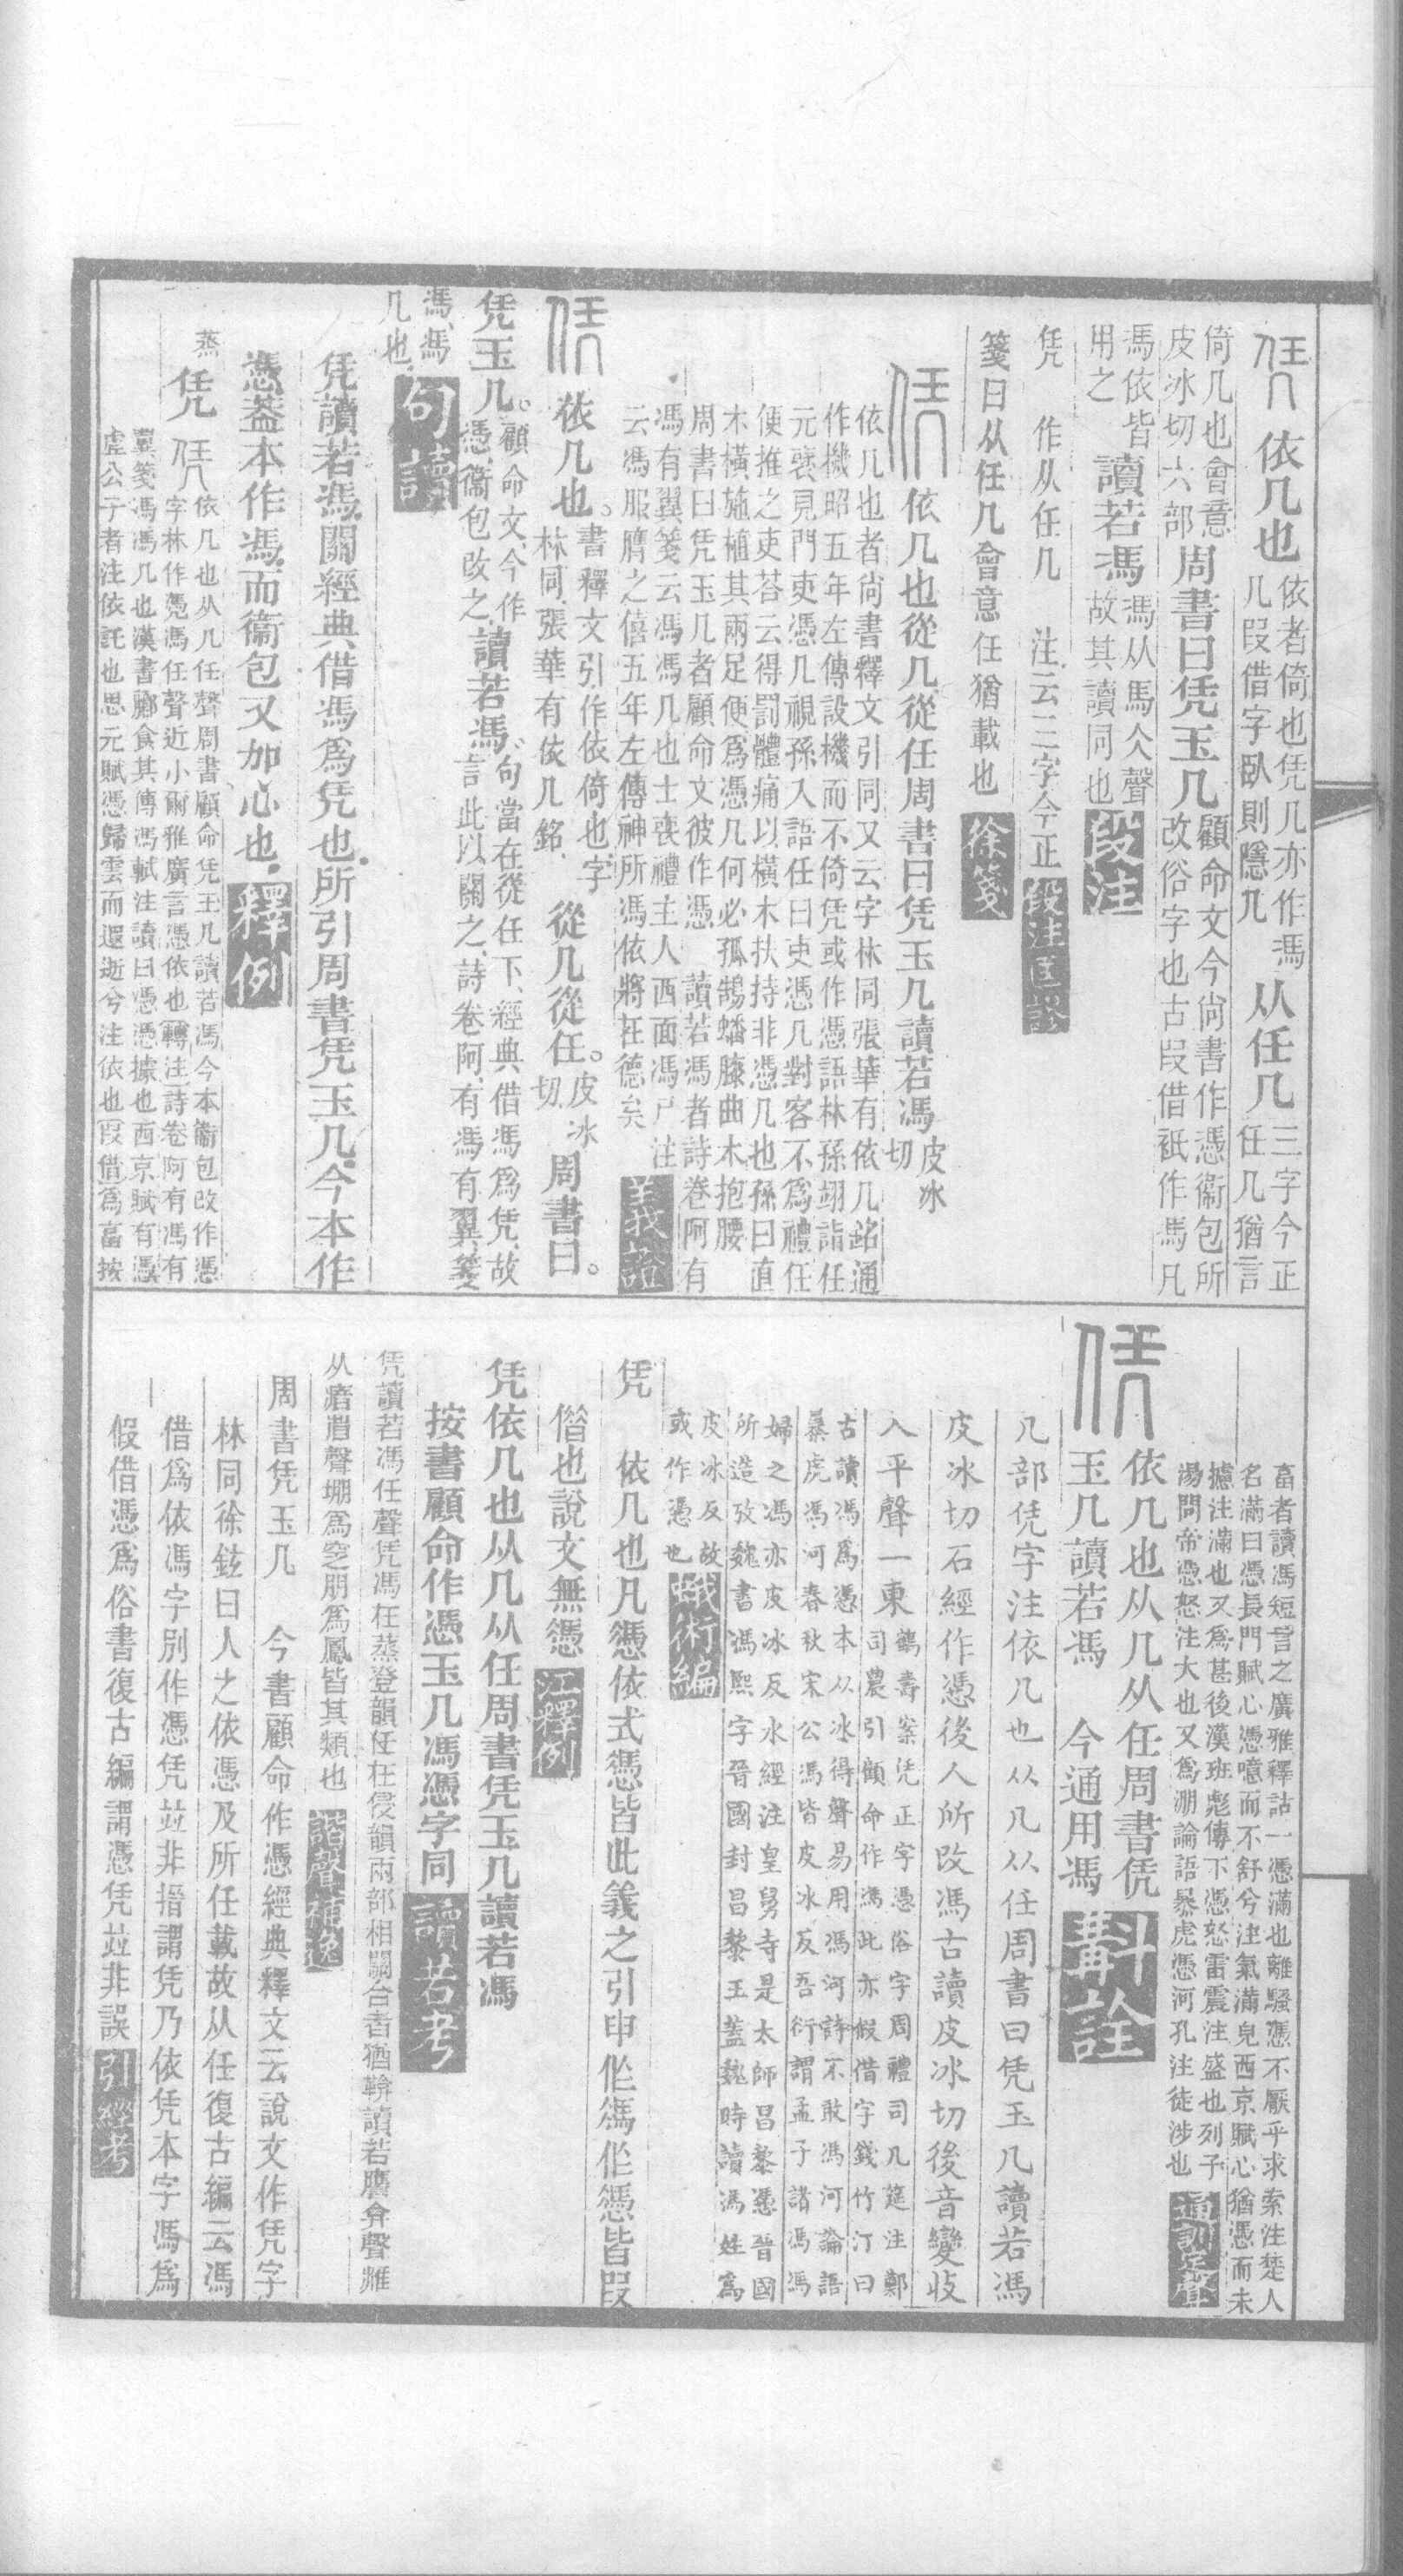 依几也
依者倚也凭几亦作馮
几叚借字臥則隱几
从任几
三字今正
任几猶言
倚几也會意
皮冰切六部
周書曰凭玉几
顧命文今尙書作憑衞包所
改俗字也古叚借衹作馮凡
馮依皆
用之
讀若馮
馮从馬仌聲
故其讀同也
段注
凭　作从任几　注云三字今正
段注匡謬
箋曰从任几會意任猶載也
徐箋
依几也從几從任周書曰凭玉几讀若馮
皮冰
切
依几也者尙書釋文引同又云字林同張華有依几銘通
作機昭五年左傳設機而不倚凭或作憑語林孫翊詣任
元襃見門吏憑几視孫入語任曰吏憑几對客不爲禮任
便推之吏荅云得罰體痛以橫木扶持非憑几也孫曰直
木橫施植其兩足便爲憑几何必孤鵠蟠膝曲木抱腰
周書曰凭玉几者顧命文彼作憑　讀若馮者詩卷阿有
馮有翼箋云馮馮几也士喪禮主人西面馮尸注
云馮服膺之僖五年左傳神所馮依將在德矣
義證
依几也。
書釋文引作依倚也字
林同張華有依几銘
從几從任。
皮冰
切
周書曰。
凭玉几。
顧命文今作
憑衞包改之
讀若馮。
句當在從任下經典借馮爲凭故
言此以關之詩卷阿有馮有翼箋
馮馮
几也
句讀
凭讀若馮關經典借馮爲凭也所引周書凭玉几今本作
憑蓋本作馮而衞包又加心也
釋例
蒸
凭
依几也从几任聲周書顧命凭玉几讀若馮今本衞包改作憑
字林作凭馮任聲近小爾雅廣言憑依也轉注詩卷阿有馮有
翼箋馮馮几也漢書酈食其傳馮軾注讀曰憑憑據也西京賦有憑
虛公子者注依託也思元賦憑歸雲而遐逝兮注依也叚借爲畐按
畐者讀馮短言之廣雅釋詁一憑滿也離騷憑不厭乎求索注楚人
名滿曰憑長門賦心憑噫而不舒兮注氣滿皃西京賦心猶憑而未
攄注滿也又爲甚後漢班彪傳下憑怒雷震注盛也列子
湯問帝憑怒注大也又爲淜論語暴虎憑河孔注徒涉也
通訓定聲
依几也从几从任周書凭
玉几讀若馮　今通用馮
斠詮
几部凭字注依几也从几从任周書曰凭玉几讀若馮
皮冰切石經作憑後人所改馮古讀皮冰切後音變歧
入平聲一東
鶴壽案凭正字憑俗字周禮司几筵注鄭
司農引顧命作馮此亦假借字錢竹汀曰
古讀馮爲憑本从冰得聲易用馮河詩不敢馮河論語
暴虎馮河春秋宋公馮皆皮冰反吾衍謂孟子諸馮馮
婦之馮亦皮冰反水經注皇舅寺是太師昌黎憑晉國
所造攷魏書馮熙字晉國封昌黎王蓋魏時讀馮姓爲
皮冰反故
或作憑也
蛾術編
凭　依几也凡憑依式憑皆此義之引申作馮作憑皆叚
借也說文無憑
江釋例
凭依几也从几从任周書凭玉几讀若馮
按書顧命作憑玉几馮憑字同
讀若考
凭讀若馮任聲凭馮在蒸登韻任在侵韻兩部相關合
聲
从
皆其類也
諧聲補逸
周書凭玉几　今書顧命作憑經典釋文云說文作凭字
林同徐鉉曰人之依憑及所任載故从任復古編云馮
借爲依馮字別作憑凭竝非㨗謂凭乃依凭本字馮爲
假借憑爲俗書復古編謂憑凭竝非誤
引經考